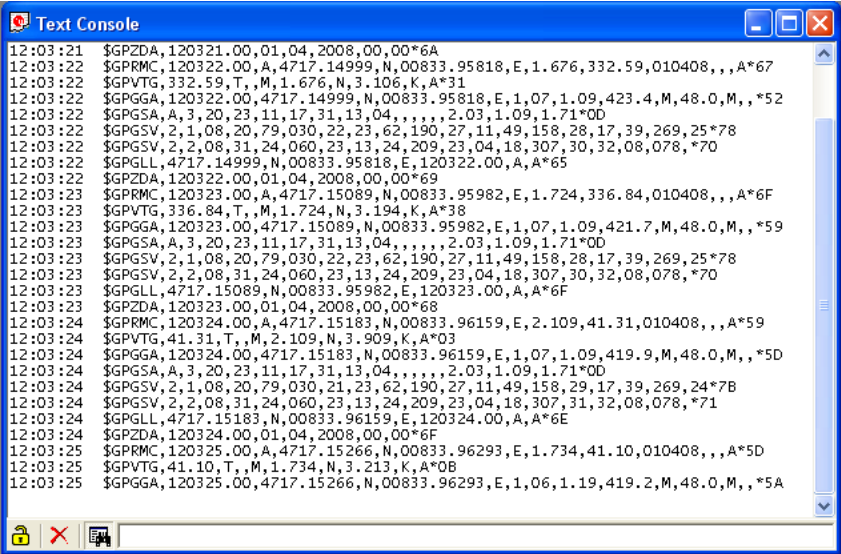 Text Console
12:03:21 $GPZDA,120321.00,01,04,2008,00,00*6A
12:03:22 $GPRMC,120322.00,A,4717.14999,N,00833.95818,E,1.676,332.59,010408,,,A*67
12:03:22 $GPVTG,332.59,T,,M,1.676,N,3.106,K,A*31
12:03:22 $GPGGA,120322.00,4717.14999,N,00833.95818,E,1,07,1.09,423.4,M,48.0,M,,*52
12:03:22 $GPGSA,A,3,20,23,11,17,31,13,04,,,,,,2.03,1.09,1.71*0D
12:03:22 $GPGSV,2,1,08,20,79,030,22,23,62,190,27,11,49,158,28,17,39,269,25*78
12:03:22 $GPGSV,2,2,08,31,24,060,23,13,24,209,23,04,18,307,30,32,08,078,*70
12:03:22 $GPGLL,4717.14999,N,00833.95818,E,120322.00,A,A*65
12:03:22 $GPZDA,120322.00,01,04,2008,00,00*69
12:03:23 $GPRMC,120323.00,A,4717.15089,N,00833.95982,E,1.724,336.84,010408,,,A*6F
12:03:23 $GPVTG,336.84,T,,M,1.724,N,3.194,K,A*38
12:03:23 $GPGGA,120323.00,4717.15089,N,00833.95982,E,1,07,1.09,421.7,M,48.0,M,,*59
12:03:23 $GPGSA,A,3,20,23,11,17,31,13,04,,,,,,2.03,1.09,1.71*0D
12:03:23 $GPGSV,2,1,08,20,79,030,22,23,62,190,27,11,49,158,28,17,39,269,25*78
12:03:23 $GPGSV,2,2,08,31,24,060,23,13,24,209,23,04,18,307,30,32,08,078,*70
12:03:23 $GPGLL,4717.15089,N,00833.95982,E,120323.00,A,A*6F
12:03:23 $GPZDA,120323.00,01,04,2008,00,00*68
12:03:24 $GPRMC,120324.00,A,4717.15183,N,00833.96159,E,2.109,41.31,010408,,,A*59
12:03:24 $GPVTG,41.31,T,,M,2.109,N,3.909,K,A*03
12:03:24 $GPGGA,120324.00,4717.15183,N,00833.96159,E,1,07,1.09,419.9,M,48.0,M,,*5D
12:03:24 $GPGSA,A,3,20,23,11,17,31,13,04,,,,,,2.03,1.09,1.71*0D
12:03:24 $GPGSV,2,1,08,20,79,030,21,23,62,190,27,11,49,158,29,17,39,269,24*7B
12:03:24 $GPGSV,2,2,08,31,24,060,23,13,24,209,23,04,18,307,31,32,08,078,*71
12:03:24 $GPGLL,4717.15183,N,00833.96159,E,120324.00,A,A*6E
12:03:24 $GPZDA,120324.00,01,04,2008,00,00*6F
12:03:25 $GPRMC,120325.00,A,4717.15266,N,00833.96293,E,1.734,41.10,010408,,,A*5D
12:03:25 $GPVTG,41.10,T,,M,1.734,N,3.213,K,A*0B
12:03:25 $GPGGA,120325.00,4717.15266,N,00833.96293,E,1,06,1.19,419.2,M,48.0,M,,*5A